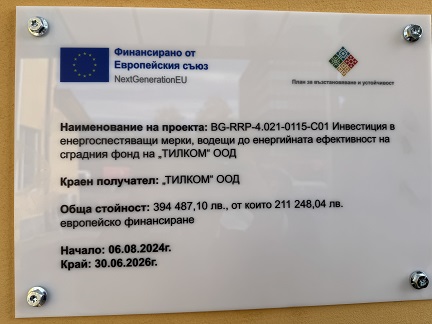 Финансирано от
Европейския съюз
NextGenerationEU
План за възстановяване и устойчивост
Наименование на проекта: BG-RRP-4.021-0115-C01 Инвестиция в
енергоспестяващи мерки, водещи до енергийната ефективност на
сградния фонд на „ТИЛКОМ" ООД
Краен получател: „ТИЛКОМ" ООД
Обща стойност: 394 487,10 лв., от които 211 248,04 лв.
европейско финансиране
Начало: 06.08.2024г.
Край: 30.06.2026г.